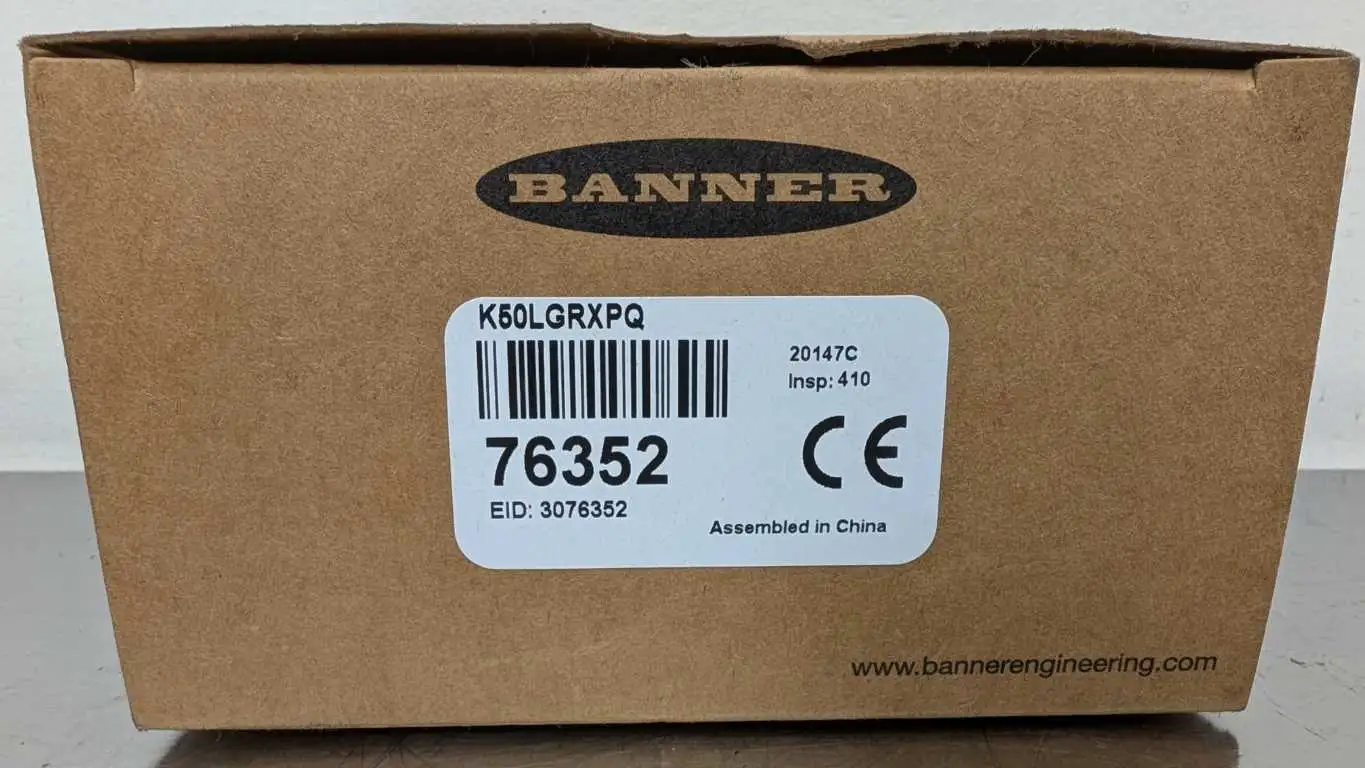 BANNER
K50LGRXPQ
20147C
Insp: 410
76352
CE
EID: 3076352
Assembled in China
www.bannerengineering.com